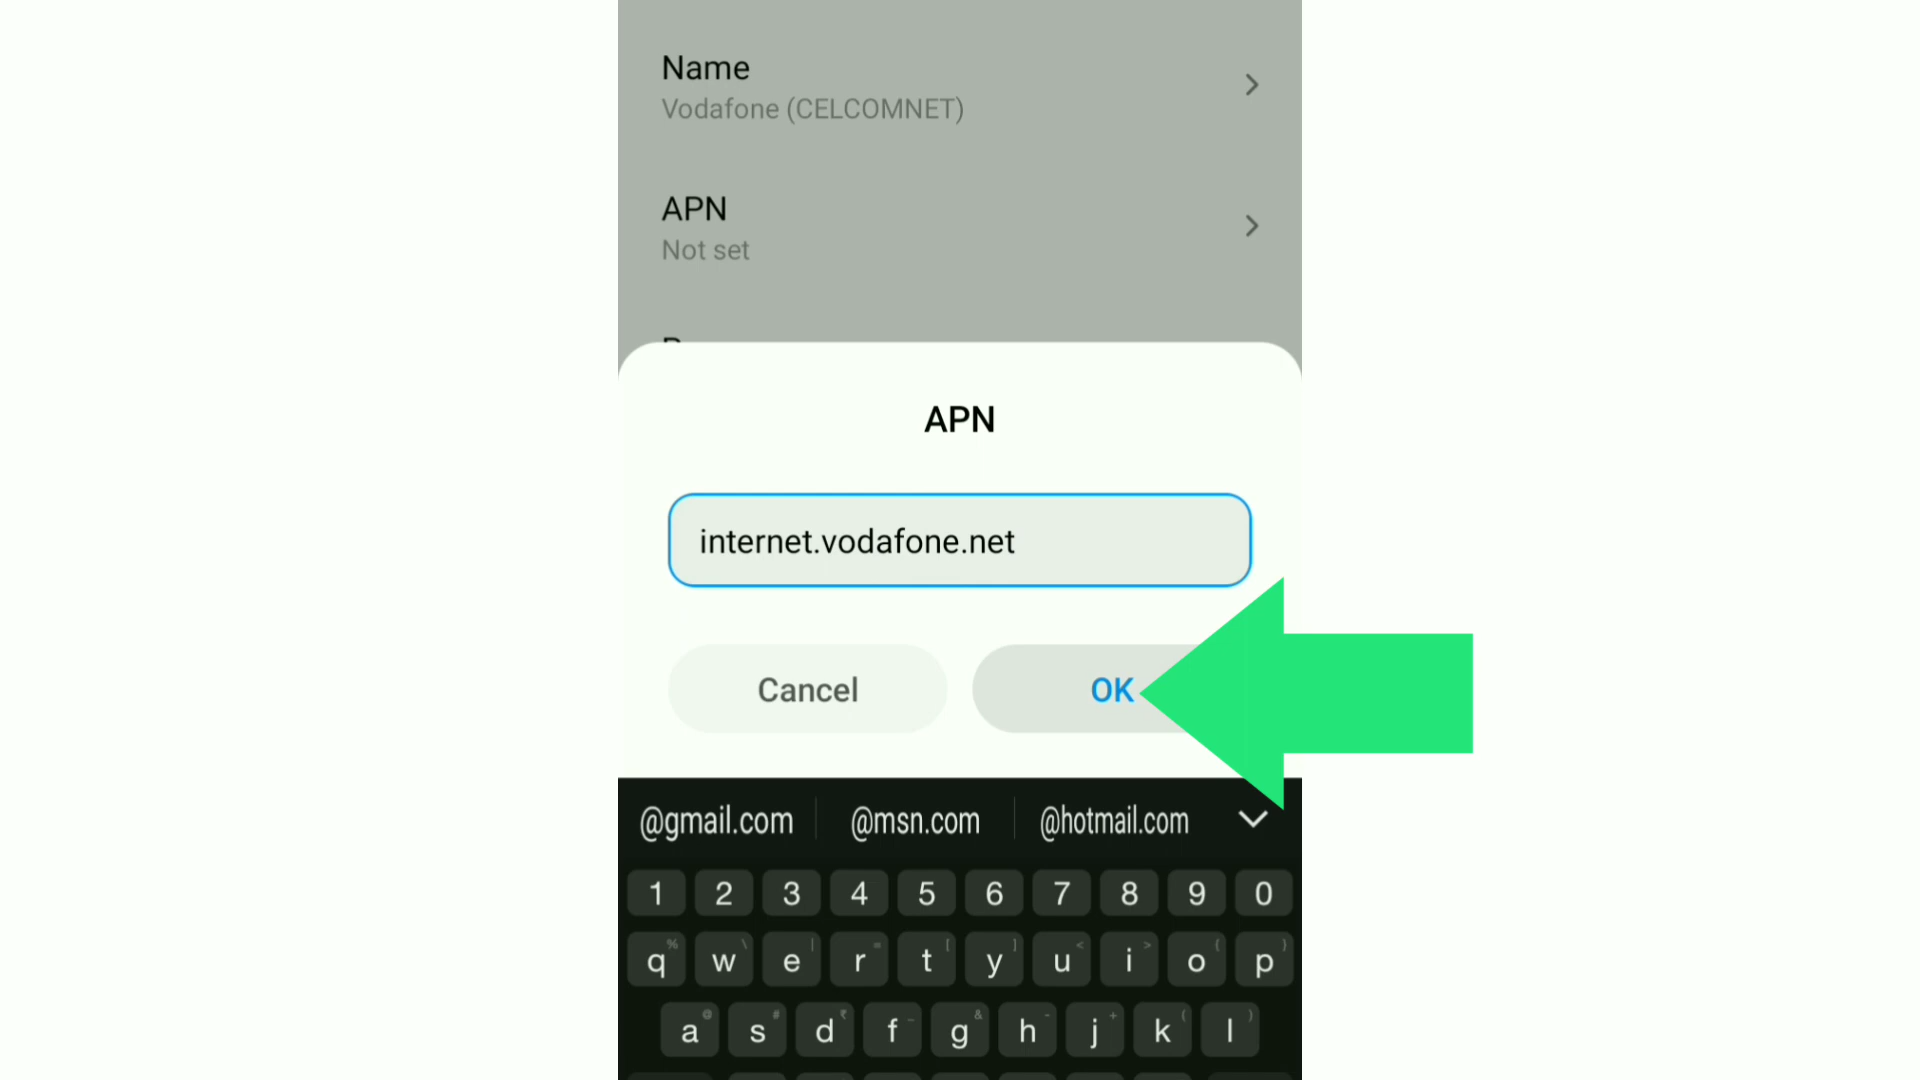 Name
Vodafone (CELCOMNET)
APN
Not set
APN
internet.vodafone.net
Cancel OK
@gmail.com @msn.com @hotmail.com
1 2 3 4 5 6 7 8 9 0
% \ | = [ ] < > { }
q w e r t y u i o p
@ # ₹ _ & - + ( )
a s d f g h j k l